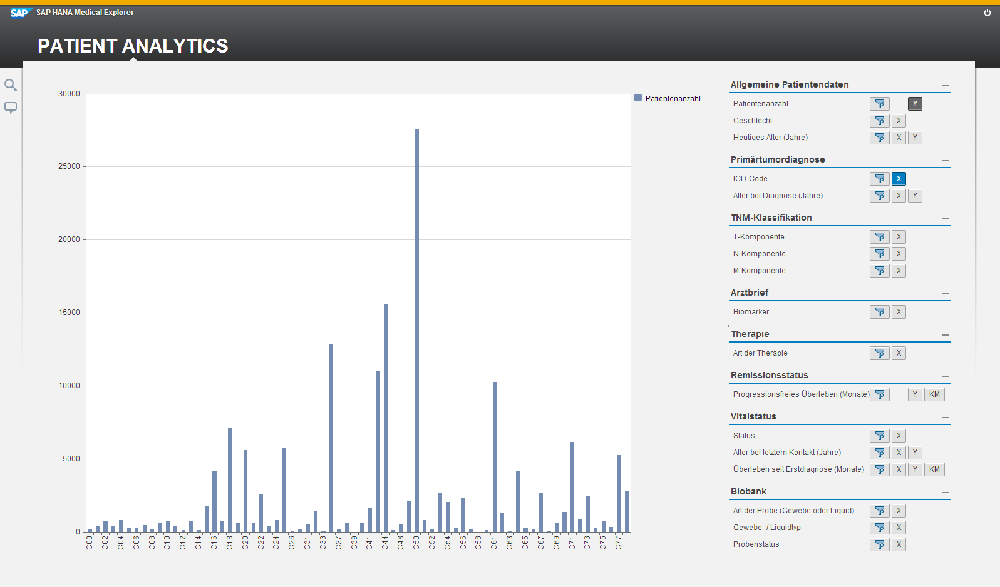 SAP SAP HANA Medical Explorer
PATIENT ANALYTICS
30000
25000
20000
15000
10000
5000
0
C00 C02 C04 C06 C08 C10 C12 C14 C16 C18 C20 C22 C24 C26 C31 C33 C37 C39 C41 C44 C48 C50 C52 C54 C56 C58 C61 C63 C65 C67 C69 C71 C73 C75 C77
Patientenanzahl
Allgemeine Patientendaten
Patientenanzahl Y
Geschlecht X
Heutiges Alter (Jahre) X Y
Primärtumordiagnose
ICD-Code X
Alter bei Diagnose (Jahre) X Y
TNM-Klassifikation
T-Komponente X
N-Komponente X
M-Komponente X
Arztbrief
Biomarker X
Therapie
Art der Therapie X
Remissionsstatus
Progressionsfreies Überleben (Monate) Y KM
Vitalstatus
Status X
Alter bei letztem Kontakt (Jahre) X Y
Überleben seit Erstdiagnose (Monate) X Y KM
Biobank
Art der Probe (Gewebe oder Liquid) X
Gewebe- / Liquidtyp X
Probenstatus X